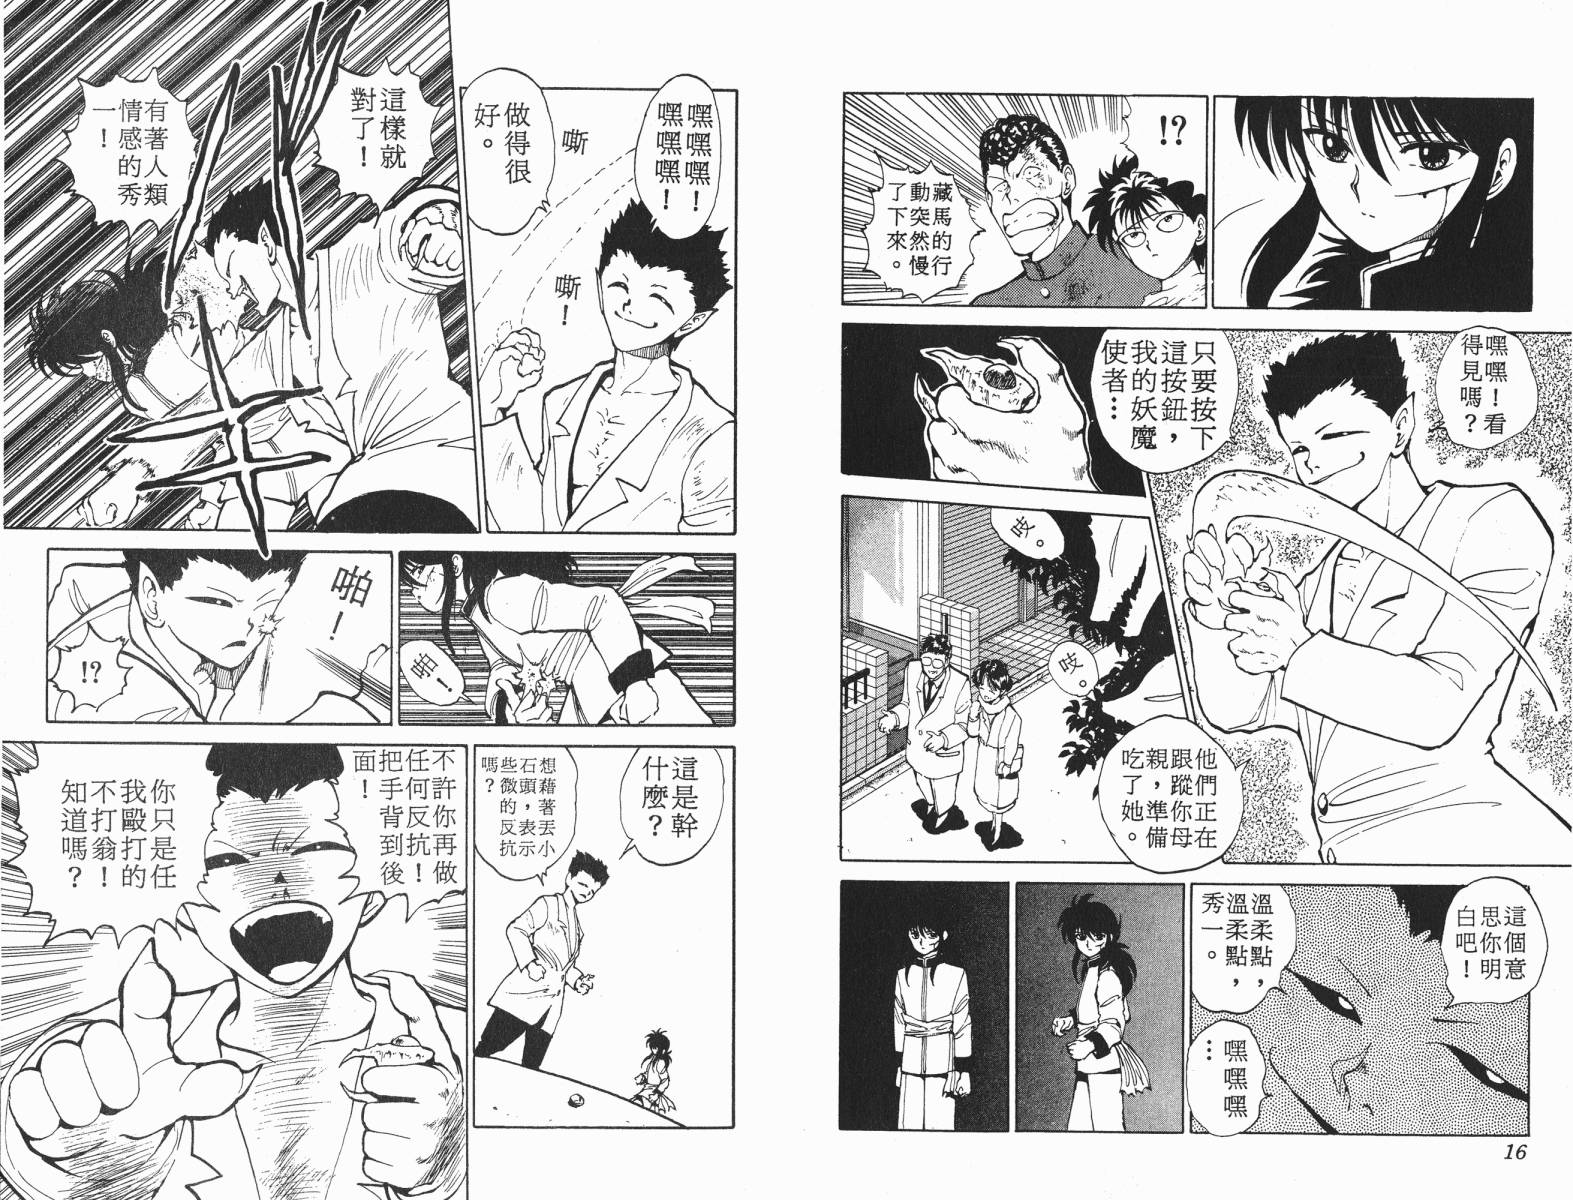 !?
藏馬的行
動突然慢
了下來。
嘿嘿！看
得見嗎？
只要按下
這按鈕，
我的妖魔
使者…
吱。
吱。
他們正在
跟蹤你母
親，準備
吃了她。
這個意
思你明
白吧！
溫柔點，
溫柔點，
秀一。
嘿嘿嘿
…
16
嘿嘿嘿！
嘿嘿嘿！
做得很
好。
嘶
嘶！
這樣就
對了！
有著人類
情感的秀
一！
啪！
啪！
!?
這是幹
什麼？
想藉著丟小
石頭，表示
些微的反抗
嗎？
不許你再做
任何反抗！
把手背到後
面！
你只是任
我毆打的
不打翁！
知道嗎？